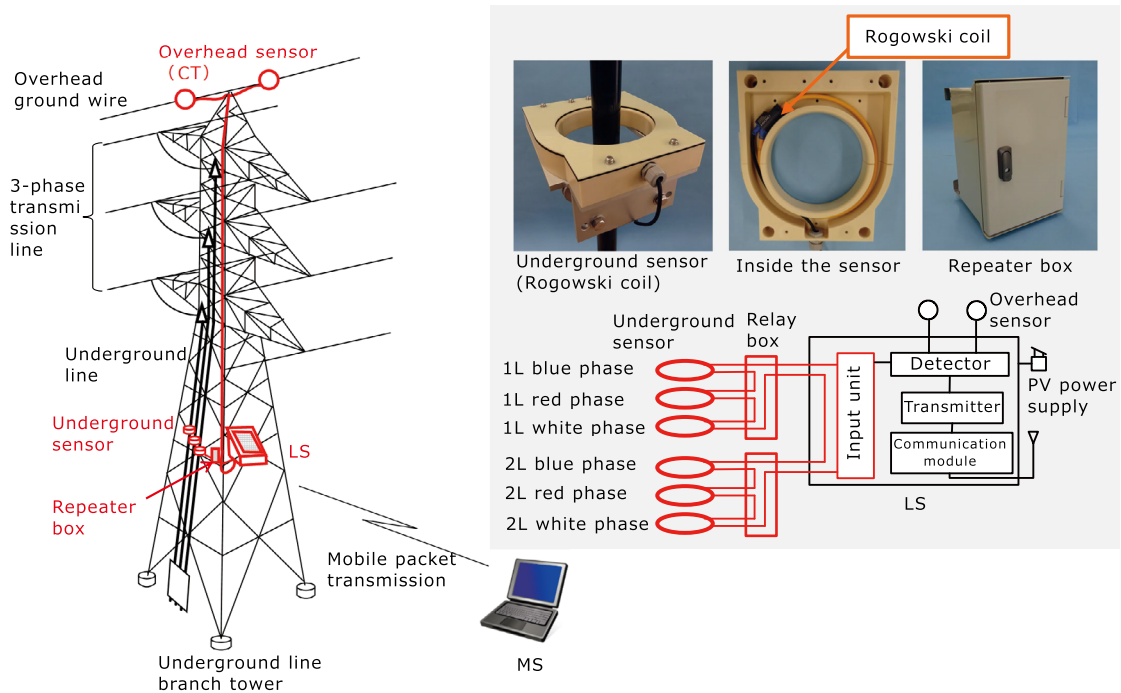 Overhead sensor
(CT)
Overhead
ground wire
3-phase
transmi
ssion
line
Underground
line
Underground
sensor
LS
Repeater
box
Mobile packet
transmission
MS
Underground line
branch tower
Rogowski coil
Underground sensor
(Rogowski coil)
Inside the sensor
Repeater box
Underground
sensor
Relay
box
Overhead
sensor
1L blue phase
1L red phase
1L white phase
2L blue phase
2L red phase
2L white phase
Input unit
Detector
Transmitter
Communication
module
PV power
supply
LS